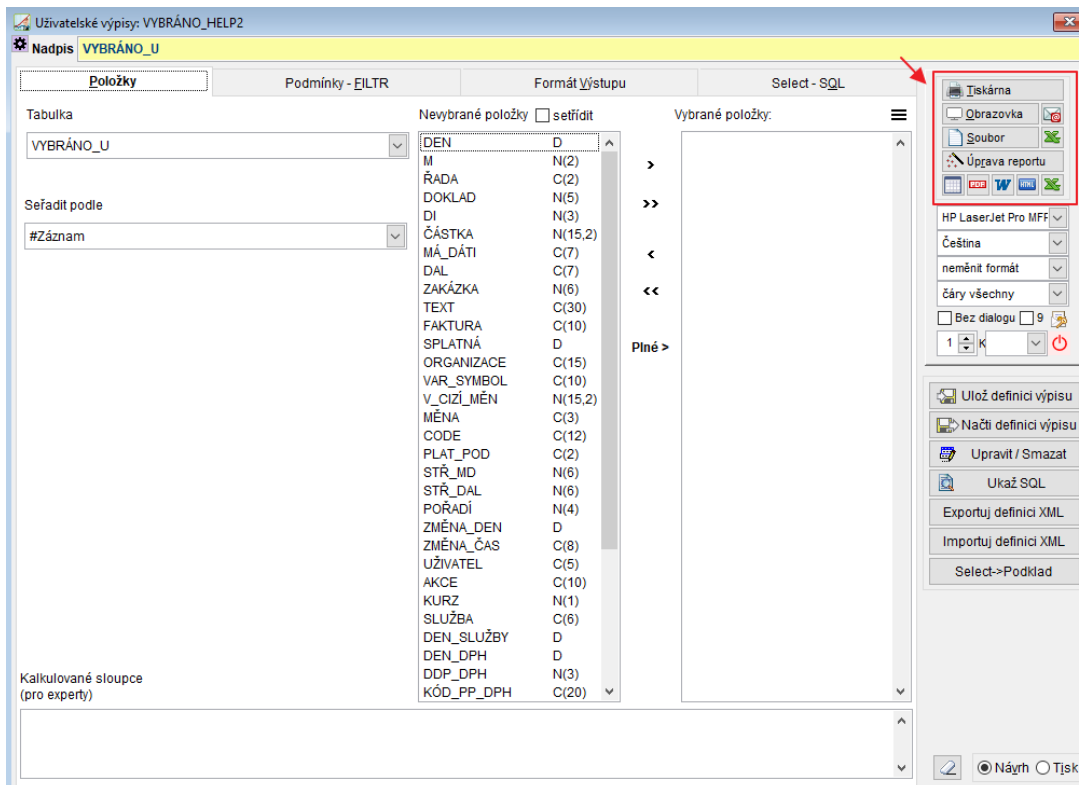 Uživatelské výpisy: VYBRÁNO_HELP2
Nadpis VYBRÁNO_U
Položky Podmínky - FILTR Formát Výstupu Select - SQL
Tabulka
VYBRÁNO_U
Seřadit podle
#Záznam
Nevybrané položky setřídit
DEN D
M N(2)
ŘADA C(2)
DOKLAD N(5)
DI N(3)
ČÁSTKA N(15,2)
MÁ_DÁTI C(7)
DAL C(7)
ZAKÁZKA N(6)
TEXT C(30)
FAKTURA C(10)
SPLATNÁ D
ORGANIZACE C(15)
VAR_SYMBOL C(10)
V_CIZÍ_MĚN N(15,2)
MĚNA C(3)
CODE C(12)
PLAT_POD C(2)
STŘ_MD N(6)
STŘ_DAL N(6)
POŘADÍ N(4)
ZMĚNA_DEN D
ZMĚNA_ČAS C(8)
UŽIVATEL C(5)
AKCE C(10)
KURZ N(1)
SLUŽBA C(6)
DEN_SLUŽBY D
DEN_DPH D
DDP_DPH N(3)
KÓD_PP_DPH C(20)
>
>>
<
<<
Plné >
Vybrané položky:
Kalkulované sloupce
(pro experty)
Tiskárna
Obrazovka
Soubor
Úprava reportu
PDF W HTML
HP LaserJet Pro MFF
Čeština
neměnit formát
čáry všechny
Bez dialogu 9
1 K
Ulož definici výpisu
Načti definici výpisu
Upravit / Smazat
Ukaž SQL
Exportuj definici XML
Importuj definici XML
Select->Podklad
Návrh Tisk